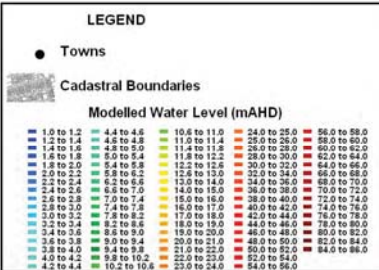 LEGEND
Towns
Cadastral Boundaries
Modelled Water Level (mAHD)
1.0 to 1.2
1.2 to 1.4
1.4 to 1.6
1.6 to 1.8
1.8 to 2.0
2.0 to 2.2
2.2 to 2.4
2.4 to 2.6
2.6 to 2.8
2.8 to 3.0
3.0 to 3.2
3.2 to 3.4
3.4 to 3.6
3.6 to 3.8
3.8 to 4.0
4.0 to 4.2
4.2 to 4.4
4.4 to 4.6
4.6 to 4.8
4.8 to 5.0
5.0 to 5.4
5.4 to 5.8
5.8 to 6.2
6.2 to 6.6
6.6 to 7.0
7.0 to 7.4
7.4 to 7.8
7.8 to 8.2
8.2 to 8.6
8.6 to 9.0
9.0 to 9.4
9.4 to 9.8
9.8 to 10.2
10.2 to 10.6
10.6 to 11.0
11.0 to 11.4
11.4 to 11.8
11.8 to 12.2
12.2 to 12.6
12.6 to 13.0
13.0 to 14.0
14.0 to 15.0
15.0 to 16.0
16.0 to 17.0
17.0 to 18.0
18.0 to 19.0
19.0 to 20.0
20.0 to 21.0
21.0 to 22.0
22.0 to 23.0
23.0 to 24.0
24.0 to 25.0
25.0 to 26.0
26.0 to 28.0
28.0 to 30.0
30.0 to 32.0
32.0 to 34.0
34.0 to 36.0
36.0 to 38.0
38.0 to 40.0
40.0 to 42.0
42.0 to 44.0
44.0 to 46.0
46.0 to 48.0
48.0 to 50.0
50.0 to 52.0
52.0 to 54.0
54.0 to 56.0
56.0 to 58.0
58.0 to 60.0
60.0 to 62.0
62.0 to 64.0
64.0 to 66.0
66.0 to 68.0
68.0 to 70.0
70.0 to 72.0
72.0 to 74.0
74.0 to 76.0
76.0 to 78.0
78.0 to 80.0
80.0 to 82.0
82.0 to 84.0
84.0 to 86.0